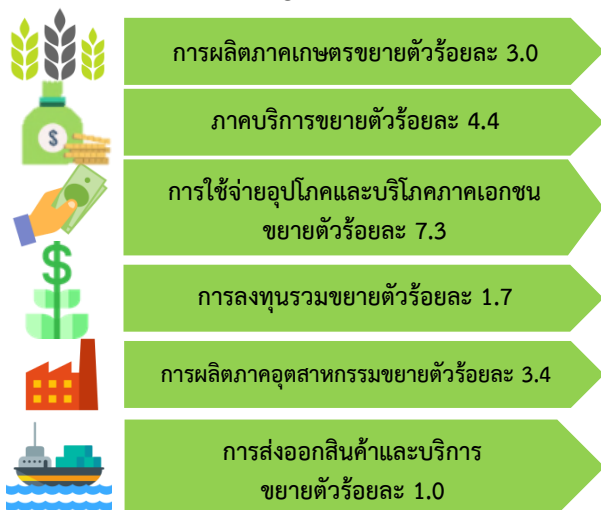 การผลิตภาคเกษตรขยายตัวร้อยละ 3.0
ภาคบริการขยายตัวร้อยละ 4.4
$
การใช้จ่ายอุปโภคและบริโภคภาคเอกชน
ขยายตัวร้อยละ 7.3
$
การลงทุนรวมขยายตัวร้อยละ 1.7
การผลิตภาคอุตสาหกรรมขยายตัวร้อยละ 3.4
การส่งออกสินค้าและบริการ
ขยายตัวร้อยละ 1.0